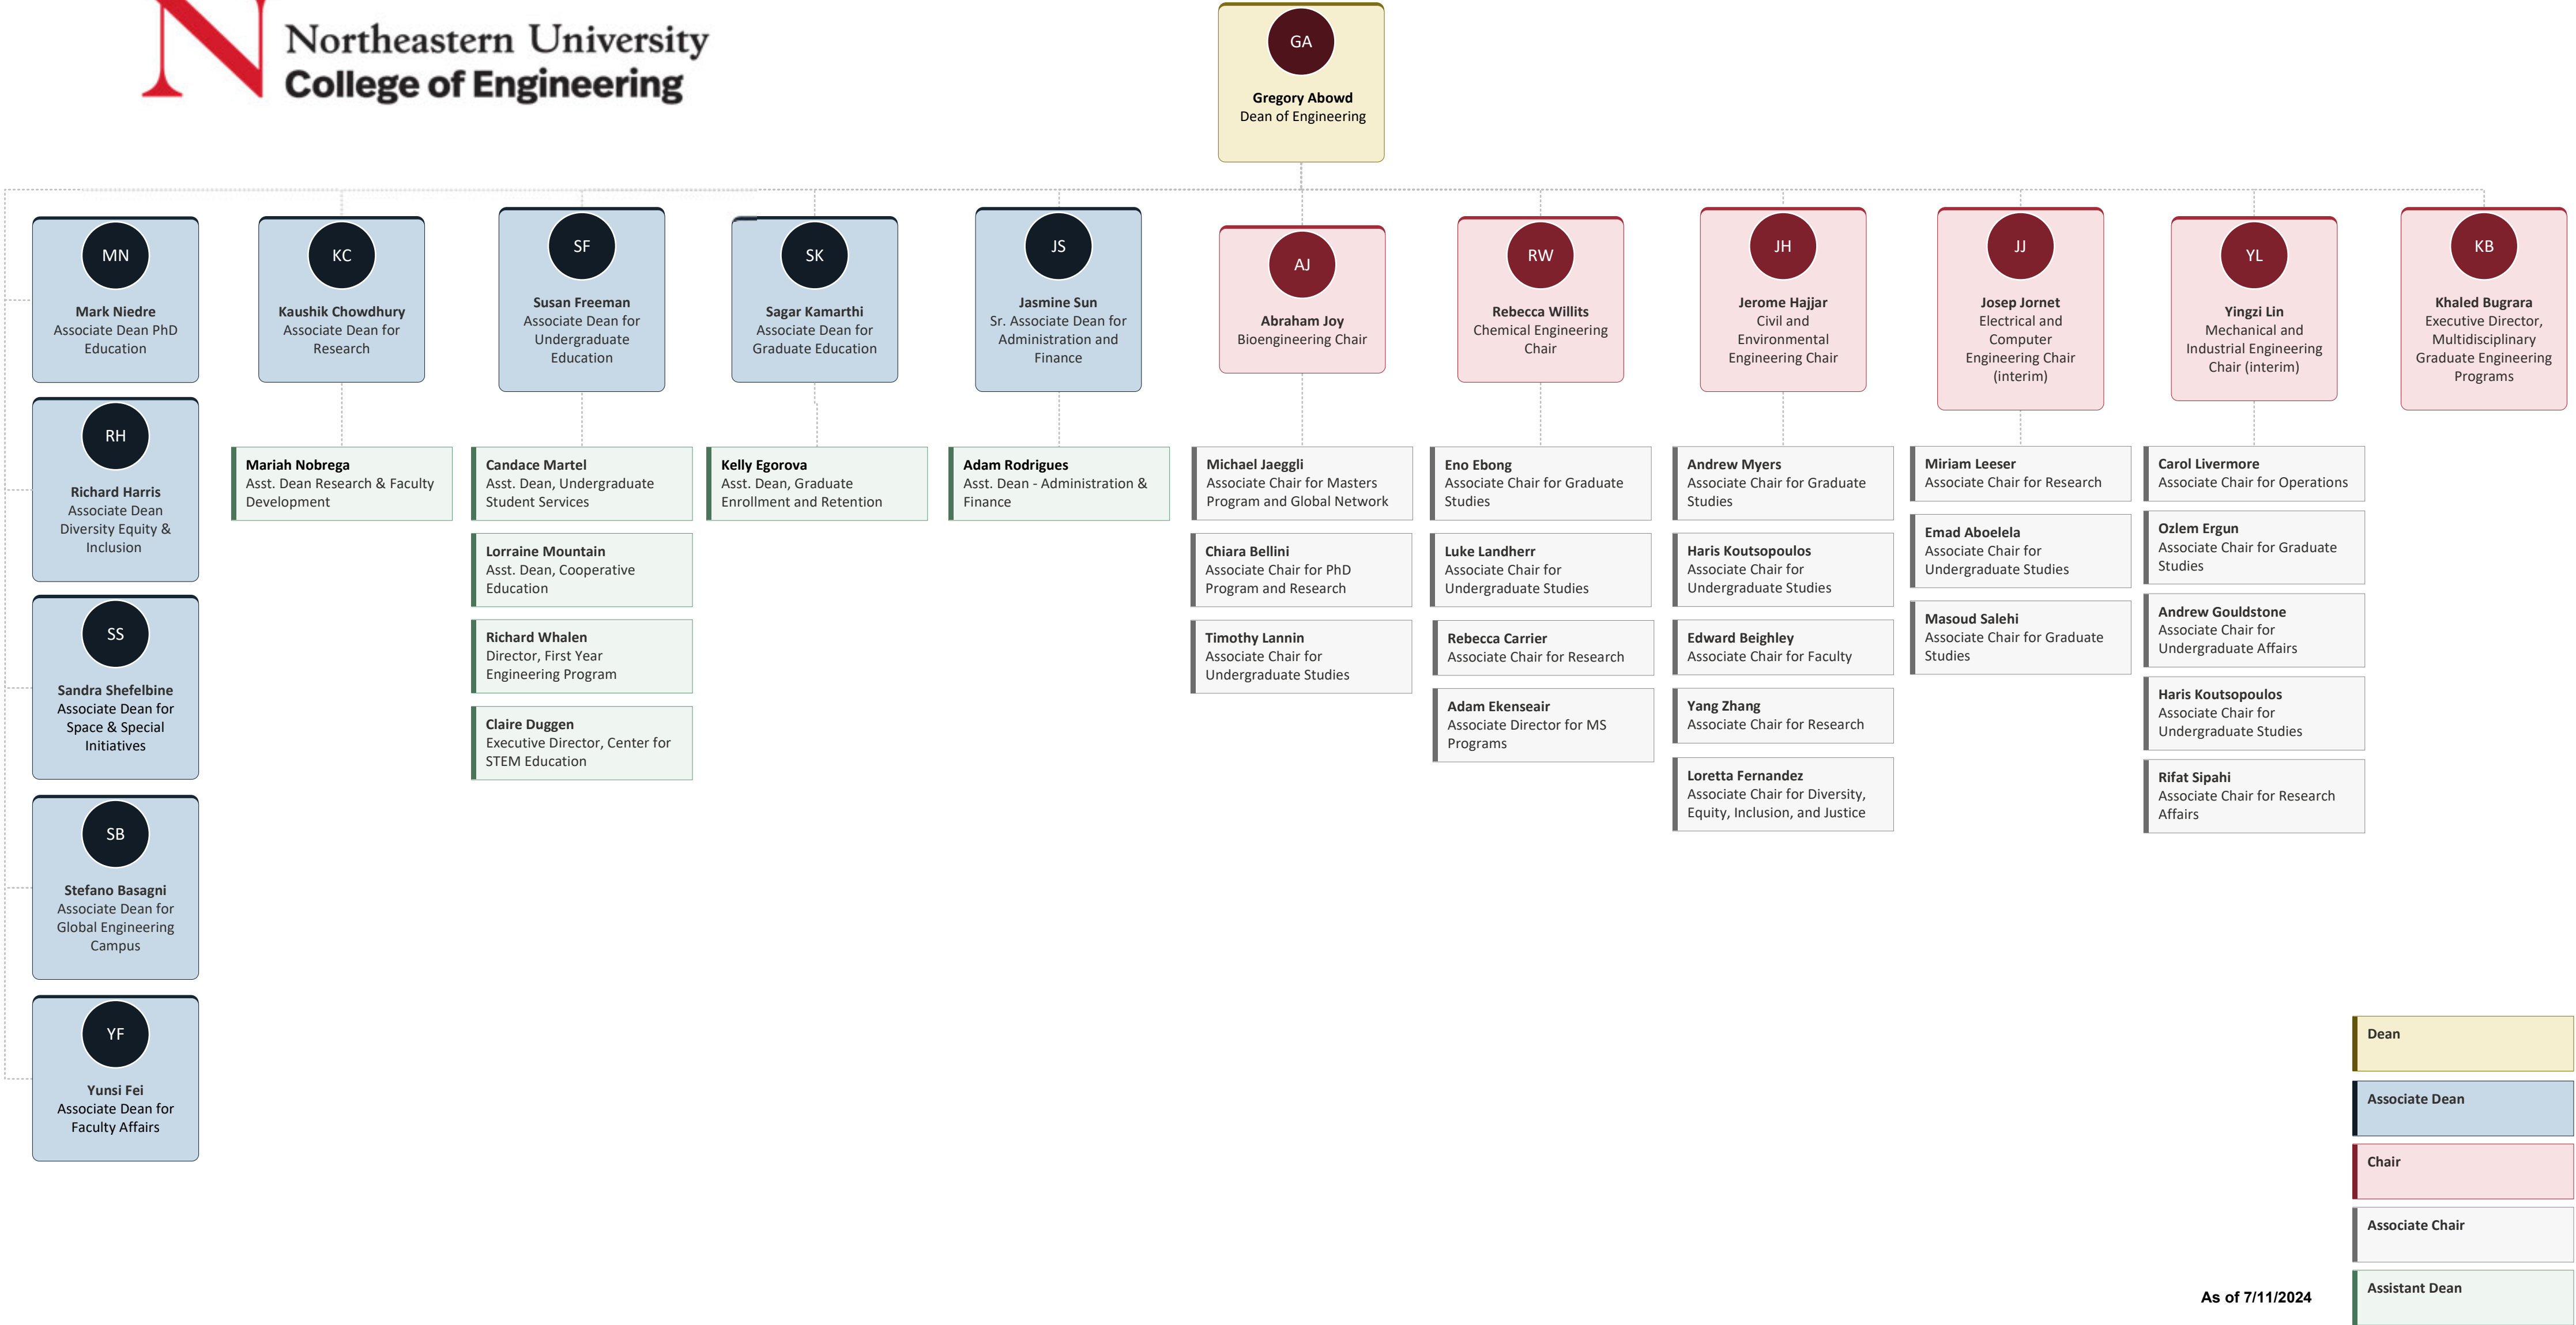 N
Northeastern University
College of Engineering
GA
Gregory Abowd
Dean of Engineering
MN
Mark Niedre
Associate Dean PhD
Education
RH
Richard Harris
Associate Dean
Diversity Equity &
Inclusion
SS
Sandra Shefelbine
Associate Dean for
Space & Special
Initiatives
SB
Stefano Basagni
Associate Dean for
Global Engineering
Campus
YF
Yunsi Fei
Associate Dean for
Faculty Affairs
KC
Kaushik Chowdhury
Associate Dean for
Research
Mariah Nobrega
Asst. Dean Research & Faculty
Development
SF
Susan Freeman
Associate Dean for
Undergraduate
Education
Candace Martel
Asst. Dean, Undergraduate
Student Services
Lorraine Mountain
Asst. Dean, Cooperative
Education
Richard Whalen
Director, First Year
Engineering Program
Claire Duggen
Executive Director, Center for
STEM Education
SK
Sagar Kamarthi
Associate Dean for
Graduate Education
Kelly Egorova
Asst. Dean, Graduate
Enrollment and Retention
JS
Jasmine Sun
Sr. Associate Dean for
Administration and
Finance
Adam Rodrigues
Asst. Dean - Administration &
Finance
AJ
Abraham Joy
Bioengineering Chair
Michael Jaeggli
Associate Chair for Masters
Program and Global Network
Chiara Bellini
Associate Chair for PhD
Program and Research
Timothy Lannin
Associate Chair for
Undergraduate Studies
RW
Rebecca Willits
Chemical Engineering
Chair
Eno Ebong
Associate Chair for Graduate
Studies
Luke Landherr
Associate Chair for
Undergraduate Studies
Rebecca Carrier
Associate Chair for Research
Adam Ekenseair
Associate Director for MS
Programs
JH
Jerome Hajjar
Civil and
Environmental
Engineering Chair
Andrew Myers
Associate Chair for Graduate
Studies
Haris Koutsopoulos
Associate Chair for
Undergraduate Studies
Edward Beighley
Associate Chair for Faculty
Yang Zhang
Associate Chair for Research
Loretta Fernandez
Associate Chair for Diversity,
Equity, Inclusion, and Justice
JJ
Josep Jornet
Electrical and
Computer
Engineering Chair
(interim)
Miriam Leeser
Associate Chair for Research
Emad Aboelela
Associate Chair for
Undergraduate Studies
Masoud Salehi
Associate Chair for Graduate
Studies
YL
Yingzi Lin
Mechanical and
Industrial Engineering
Chair (interim)
Carol Livermore
Associate Chair for Operations
Ozlem Ergun
Associate Chair for Graduate
Studies
Andrew Gouldstone
Associate Chair for
Undergraduate Affairs
Haris Koutsopoulos
Associate Chair for
Undergraduate Studies
Rifat Sipahi
Associate Chair for Research
Affairs
KB
Khaled Bugrara
Executive Director,
Multidisciplinary
Graduate Engineering
Programs
Dean
Associate Dean
Chair
Associate Chair
Assistant Dean
As of 7/11/2024